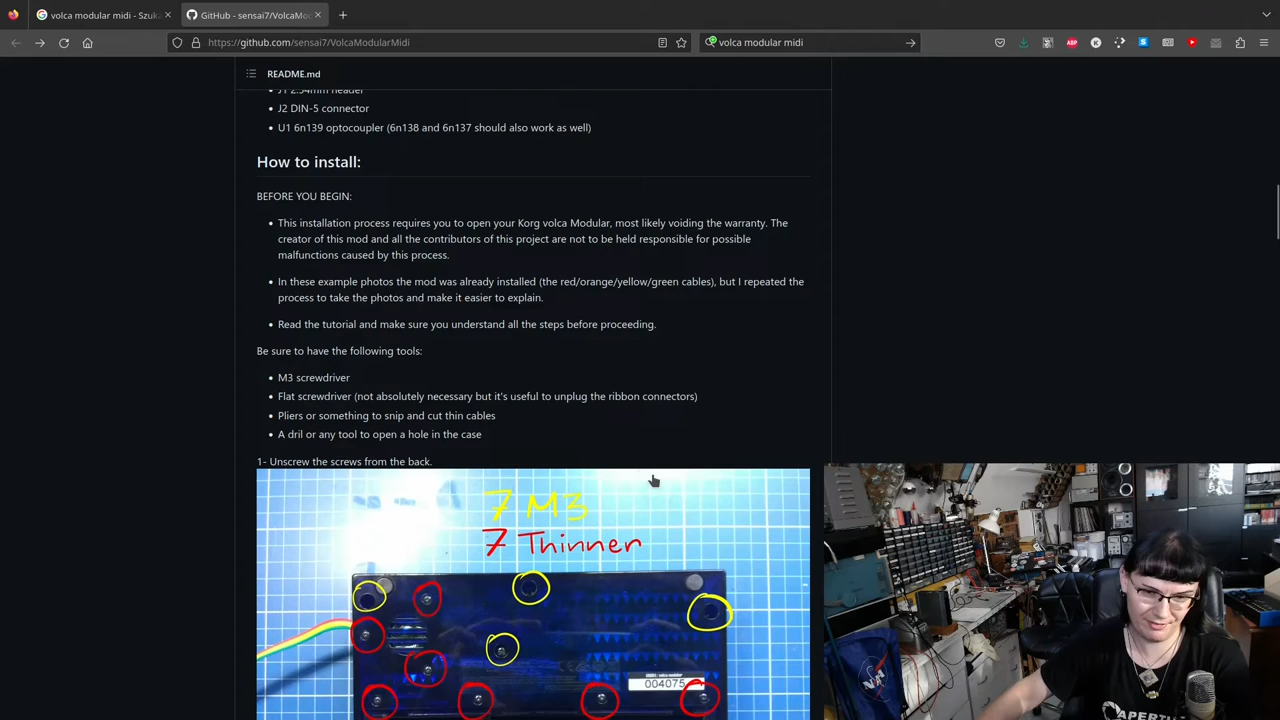 volca modular midi - Szuka
GitHub - sensai7/VolcaMo
https://github.com/sensai7/VolcaModularMidi
volca modular midi
README.md
J1 2.54mm header
J2 DIN-5 connector
U1 6n139 optocoupler (6n138 and 6n137 should also work as well)
How to install:
BEFORE YOU BEGIN:
This installation process requires you to open your Korg volca Modular, most likely voiding the warranty. The
creator of this mod and all the contributors of this project are not to be held responsible for possible
malfunctions caused by this process.
In these example photos the mod was already installed (the red/orange/yellow/green cables), but I repeated the
process to take the photos and make it easier to explain.
Read the tutorial and make sure you understand all the steps before proceeding.
Be sure to have the following tools:
M3 screwdriver
Flat screwdriver (not absolutely necessary but it's useful to unplug the ribbon connectors)
Pliers or something to snip and cut thin cables
A dril or any tool to open a hole in the case
1- Unscrew the screws from the back.
7 M3
7 Thinner
004075
NASA
APERTU